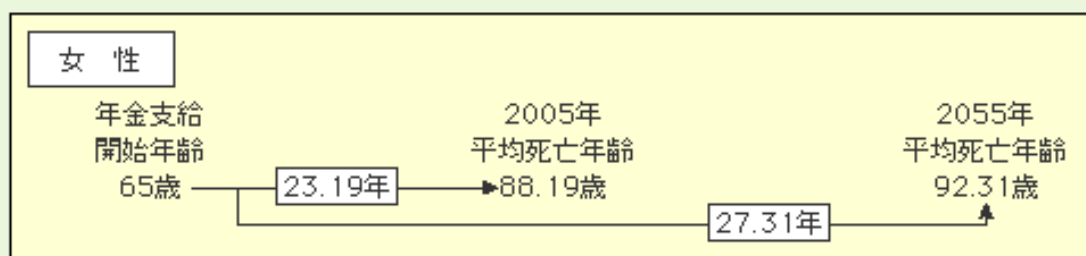 女 性
年金支給 2005年 2055年
開始年齢 平均死亡年齢 平均死亡年齢
65歳 23.19年 88.19歳 92.31歳
27.31年